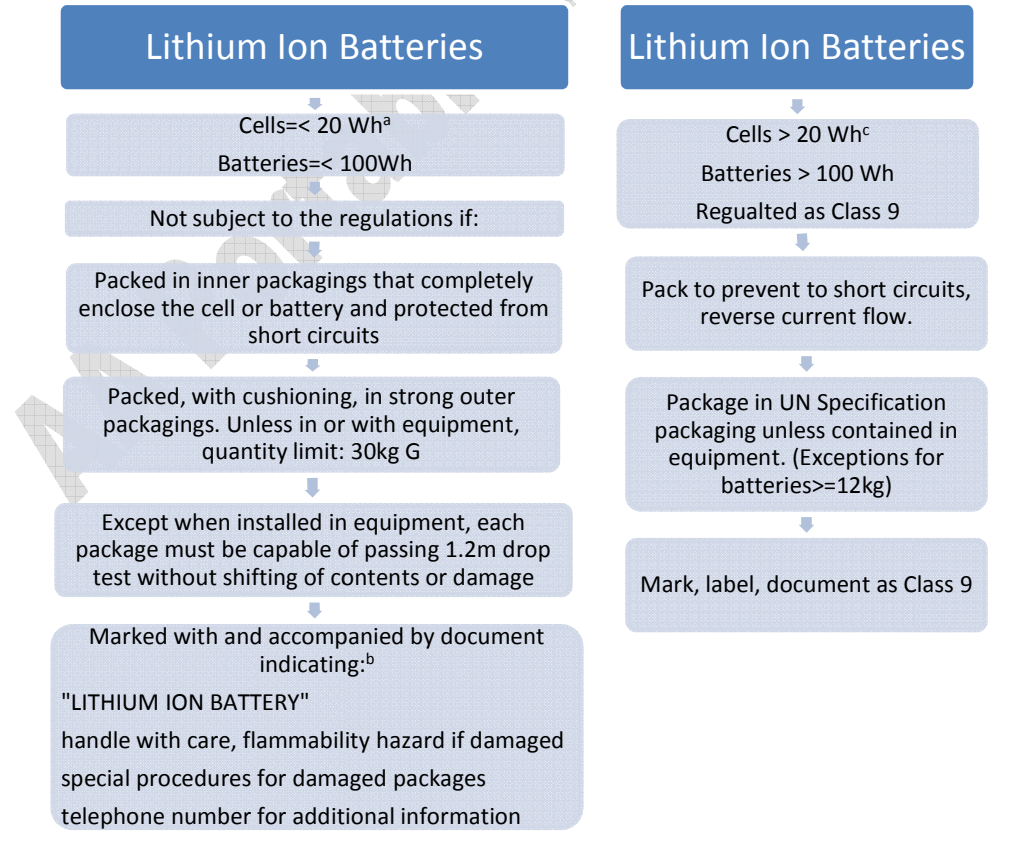 Lithium Ion Batteries
Cells=< 20 Whᵃ
Batteries=< 100Wh
Not subject to the regulations if:
Packed in inner packagings that completely
enclose the cell or battery and protected from
short circuits
Packed, with cushioning, in strong outer
packagings. Unless in or with equipment,
quantity limit: 30kg G
Except when installed in equipment, each
package must be capable of passing 1.2m drop
test without shifting of contents or damage
Marked with and accompanied by document
indicating:ᵇ
"LITHIUM ION BATTERY"
handle with care, flammability hazard if damaged
special procedures for damaged packages
telephone number for additional information
Lithium Ion Batteries
Cells > 20 Whᶜ
Batteries > 100 Wh
Regualted as Class 9
Pack to prevent to short circuits,
reverse current flow.
Package in UN Specification
packaging unless contained in
equipment. (Exceptions for
batteries>=12kg)
Mark, label, document as Class 9